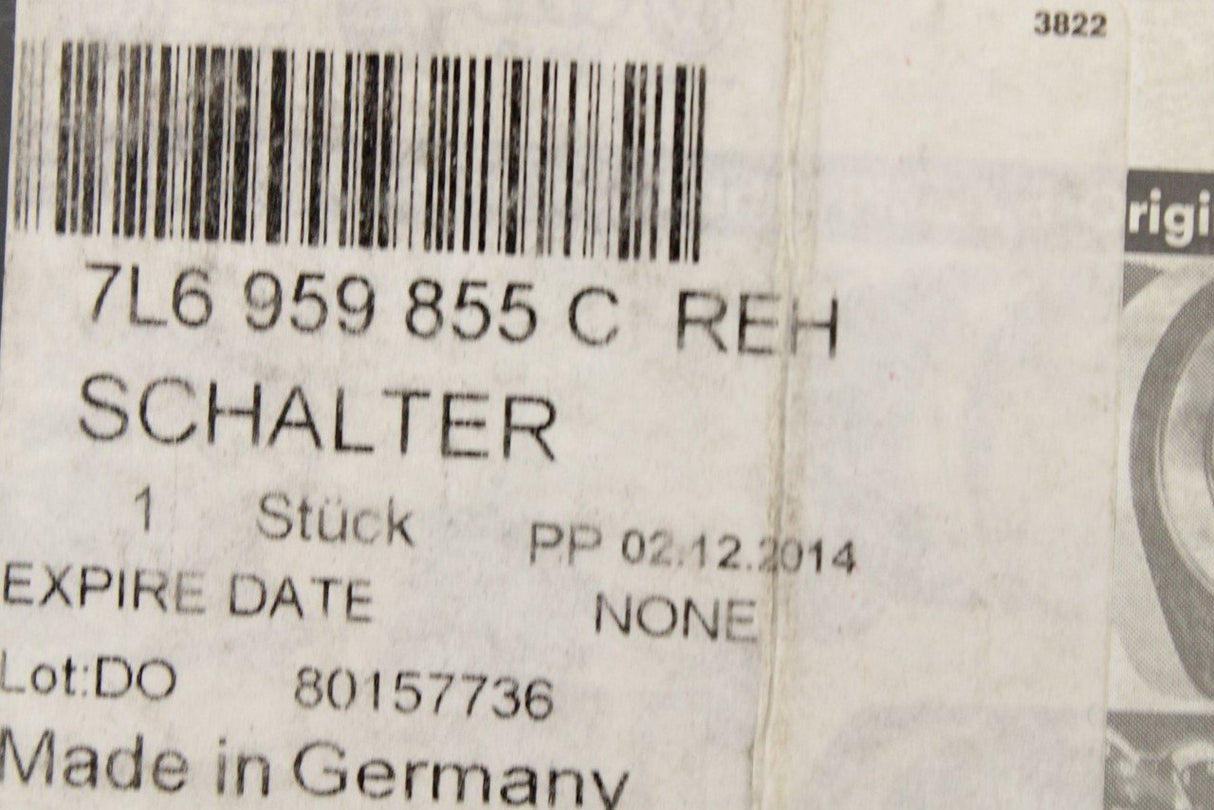 3822
rigi
7L6 959 855 C REH
SCHALTER
1 Stück PP 02.12.2014
EXPIRE DATE NONE
Lot:DO 80157736
Made in Germany